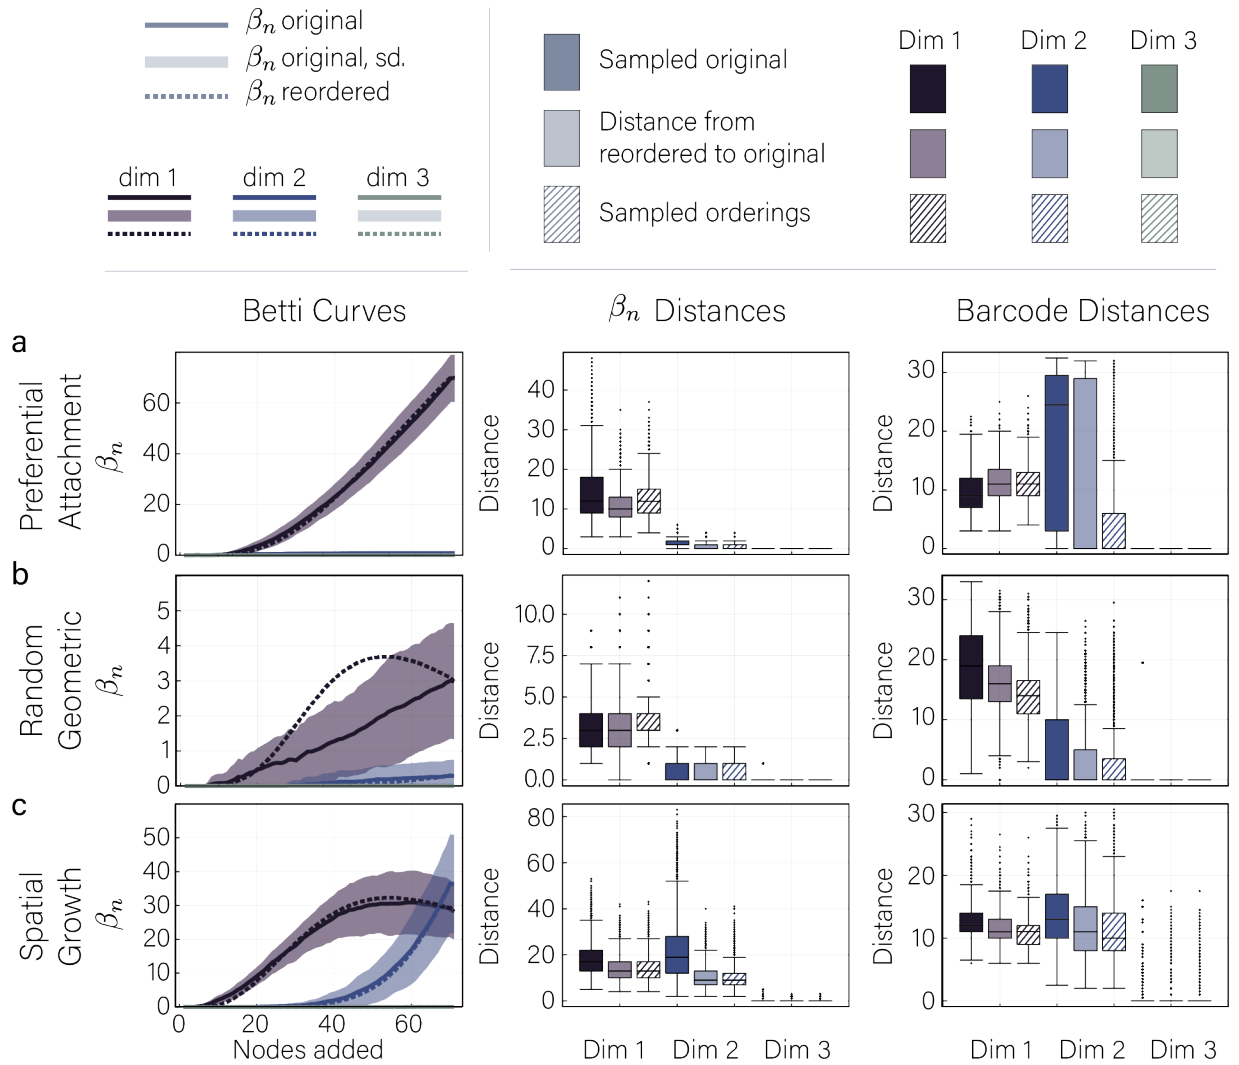 βn original
βn original, sd.
βn reordered
dim 1 dim 2 dim 3
Sampled original
Distance from
reordered to original
Sampled orderings
Dim 1 Dim 2 Dim 3
Betti Curves
βn Distances
Barcode Distances
a
Preferential
Attachment
βn
60
40
20
0
Distance
40
30
20
10
0
Distance
30
20
10
0
b
Random
Geometric
βn
5
4
3
2
1
0
Distance
10.0
7.5
5.0
2.5
0.0
Distance
30
20
10
0
c
Spatial
Growth
βn
50
40
30
20
10
0
0 20 40 60
Nodes added
Distance
80
60
40
20
0
Dim 1 Dim 2 Dim 3
Distance
30
20
10
0
Dim 1 Dim 2 Dim 3